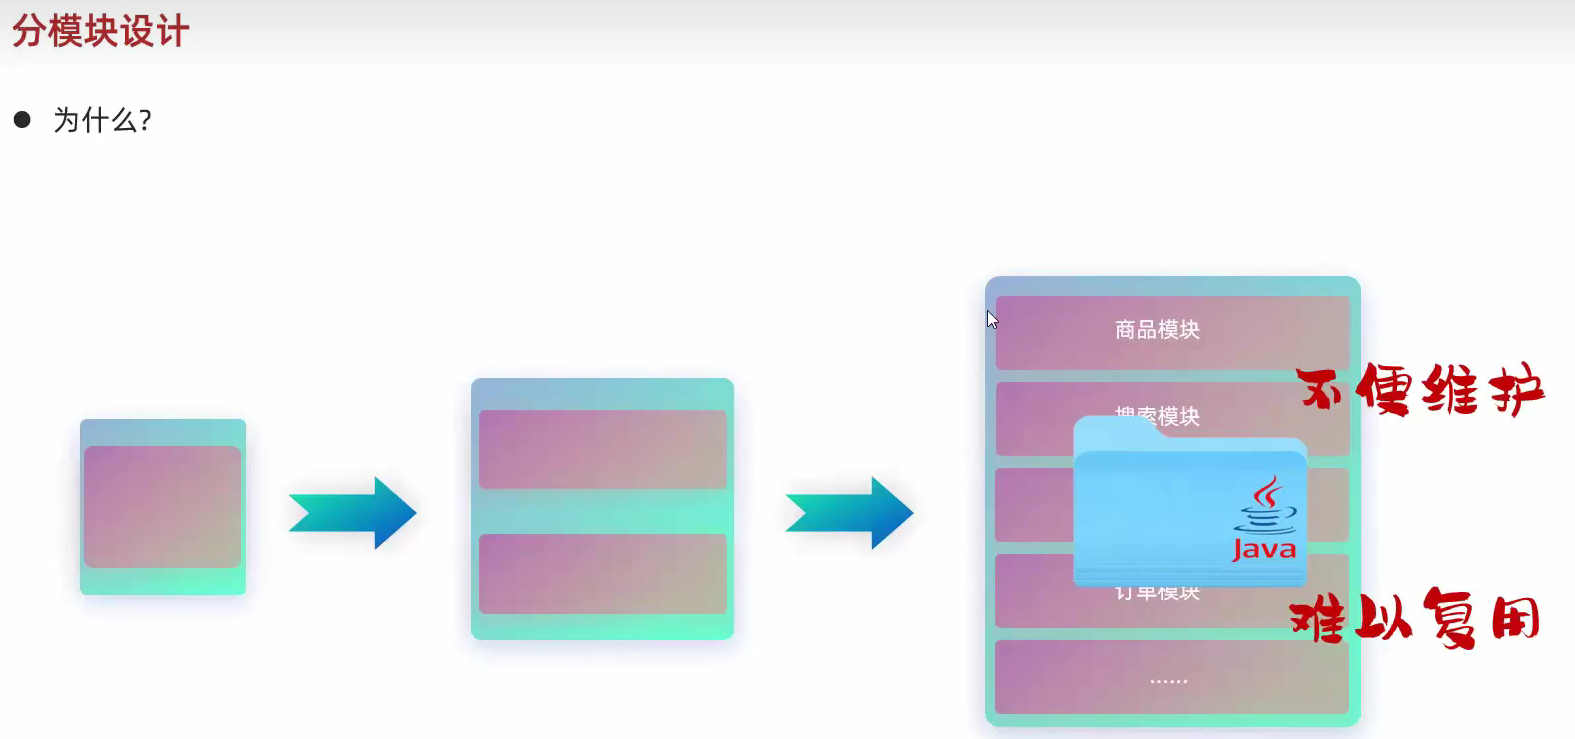 分模块设计
为什么?
商品模块
不便维护
搜索模块
Java
订单模块
难以复用
......